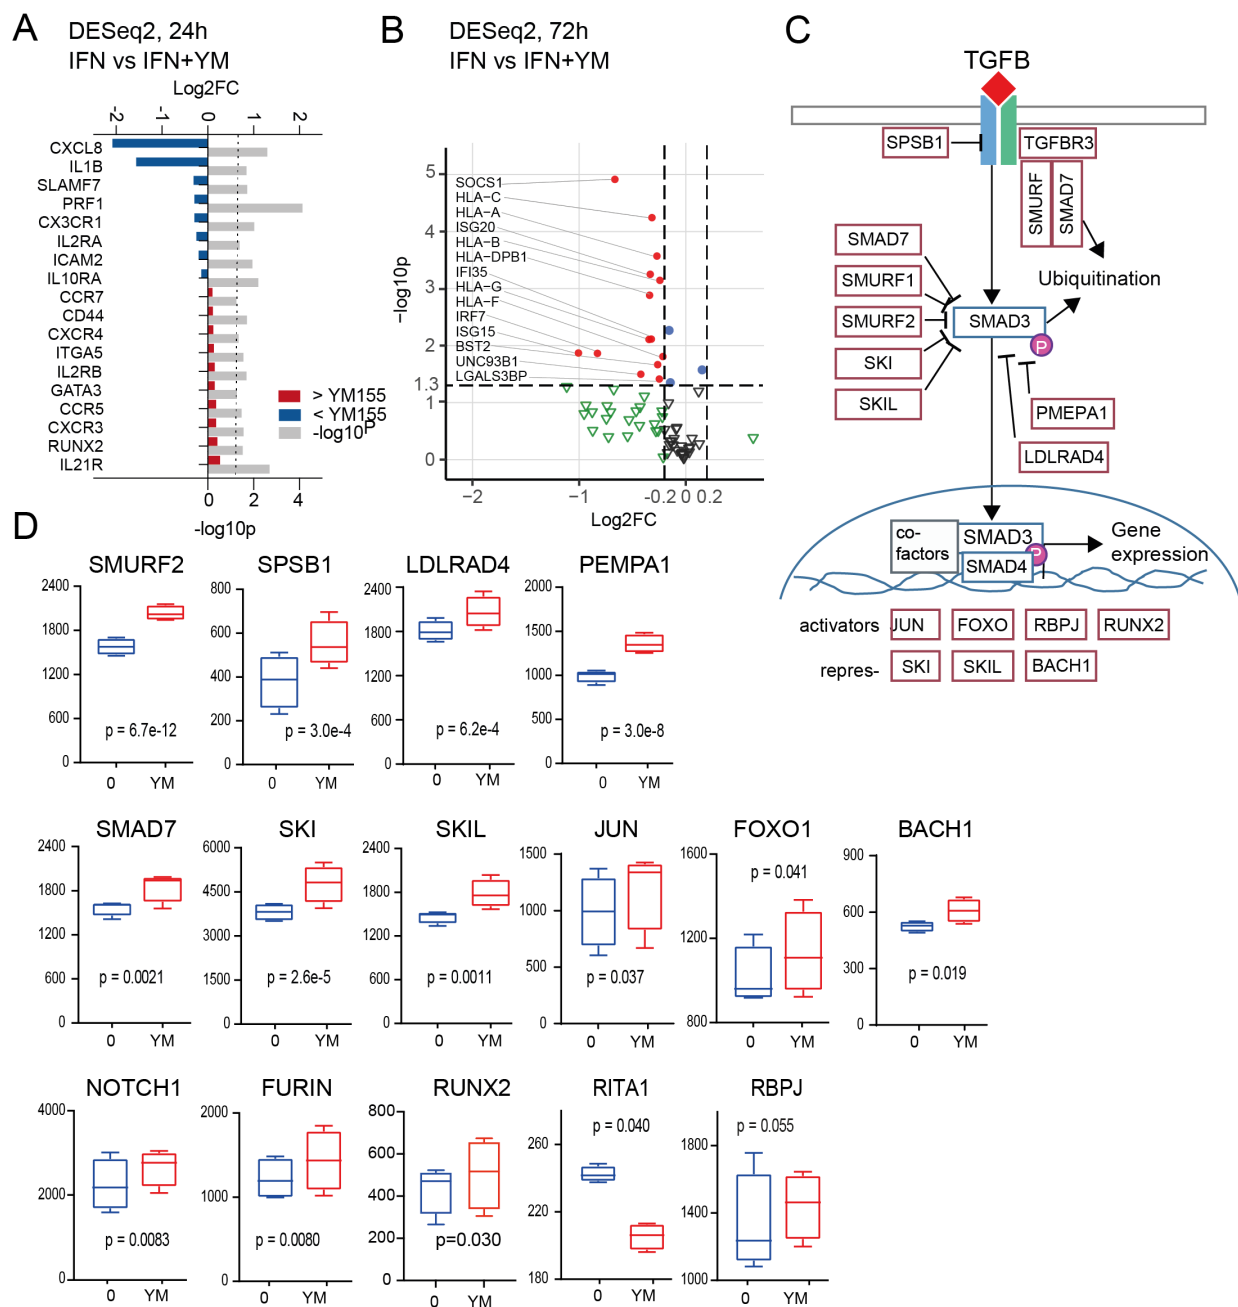 A
DESeq2, 24h
IFN vs IFN+YM
Log2FC
-2 -1 0 1 2
CXCL8
IL1B
SLAMF7
PRF1
CX3CR1
IL2RA
ICAM2
IL10RA
CCR7
CD44
CXCR4
ITGA5
IL2RB
GATA3
CCR5
CXCR3
RUNX2
IL21R
> YM155
< YM155
-log10P
0 2 4
-log10p
B
DESeq2, 72h
IFN vs IFN+YM
−log10p
5
4
3
2
1.3
1
0
SOCS1
HLA−C
HLA−A
ISG20
HLA−B
HLA−DPB1
IFI35
HLA−G
HLA−F
IRF7
ISG15
BST2
UNC93B1
LGALS3BP
−2 −1 -0.2 0 0.2
Log2FC
C
TGFB
SPSB1
TGFBR3
SMURF
SMAD7
SMAD7
SMURF1
SMURF2
SKI
SKIL
Ubiquitination
SMAD3
P
PMEPA1
LDLRAD4
co-
factors
SMAD3
P
SMAD4
Gene
expression
activators JUN FOXO RBPJ RUNX2
repres- SKI SKIL BACH1
D
SMURF2
2400
1800
1200
600
0
p = 6.7e-12
0 YM
SPSB1
800
600
400
200
0
p = 3.0e-4
0 YM
LDLRAD4
2400
1800
1200
600
0
p = 6.2e-4
0 YM
PEMPA1
2000
1500
1000
500
0
p = 3.0e-8
0 YM
SMAD7
2400
1800
1200
600
0
p = 0.0021
0 YM
SKI
6000
4500
3000
1500
0
p = 2.6e-5
0 YM
SKIL
2400
1800
1200
600
0
p = 0.0011
0 YM
JUN
1500
1000
500
0
p = 0.037
0 YM
FOXO1
1600
1200
800
p = 0.041
0 YM
BACH1
900
600
300
0
p = 0.019
0 YM
NOTCH1
4000
2000
0
p = 0.0083
0 YM
FURIN
2000
1000
0
p = 0.0080
0 YM
RUNX2
800
600
400
200
0
p=0.030
0 YM
RITA1
260
220
180
p = 0.040
0 YM
RBPJ
1800
1400
1000
p = 0.055
0 YM